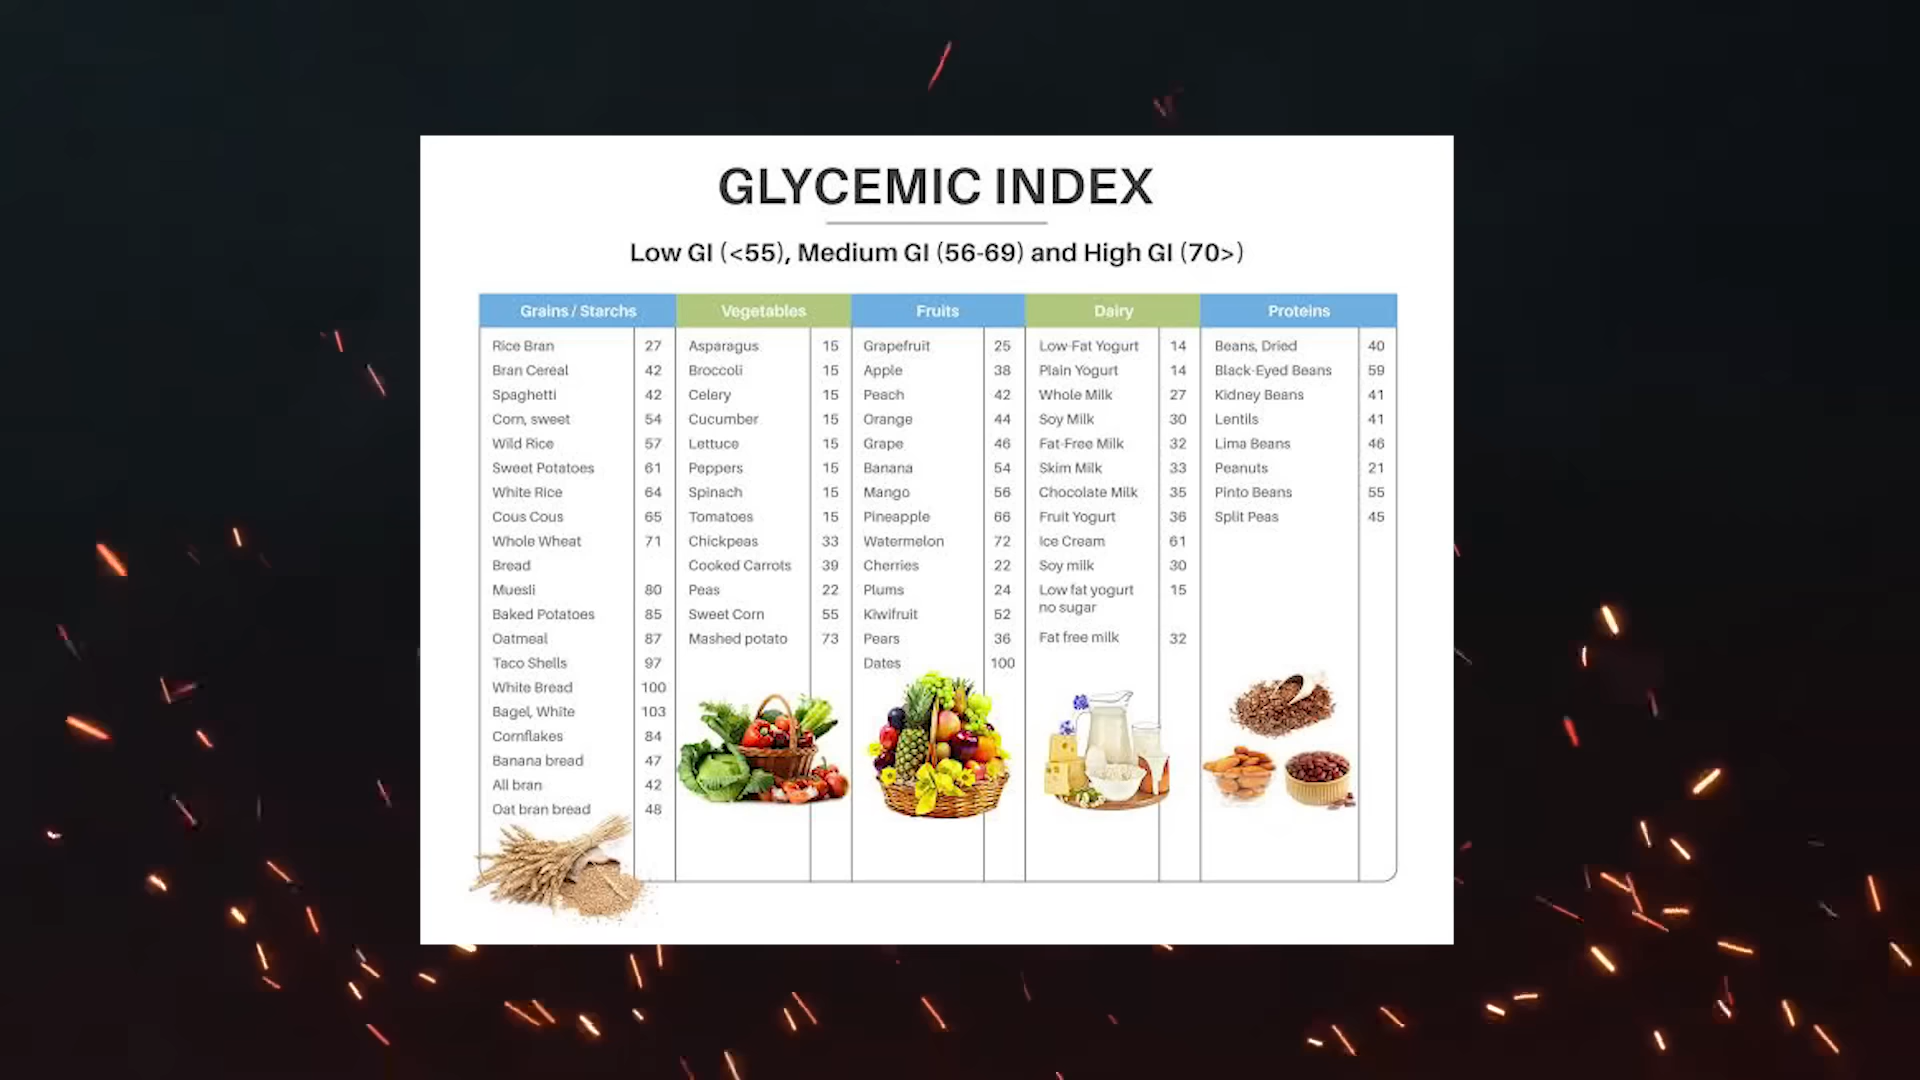 GLYCEMIC INDEX
Low GI (<55), Medium GI (56-69) and High GI (70>)
Grains / Starchs
Rice Bran 27
Bran Cereal 42
Spaghetti 42
Corn, sweet 54
Wild Rice 57
Sweet Potatoes 61
White Rice 64
Cous Cous 65
Whole Wheat 71
Bread
Muesli 80
Baked Potatoes 85
Oatmeal 87
Taco Shells 97
White Bread 100
Bagel, White 103
Cornflakes 84
Banana bread 47
All bran 42
Oat bran bread 48
Vegetables
Asparagus 15
Broccoli 15
Celery 15
Cucumber 15
Lettuce 15
Peppers 15
Spinach 15
Tomatoes 15
Chickpeas 33
Cooked Carrots 39
Peas 22
Sweet Corn 55
Mashed potato 73
Fruits
Grapefruit 25
Apple 38
Peach 42
Orange 44
Grape 46
Banana 54
Mango 56
Pineapple 66
Watermelon 72
Cherries 22
Plums 24
Kiwifruit 52
Pears 36
Dates 100
Dairy
Low-Fat Yogurt 14
Plain Yogurt 14
Whole Milk 27
Soy Milk 30
Fat-Free Milk 32
Skim Milk 33
Chocolate Milk 35
Fruit Yogurt 36
Ice Cream 61
Soy milk 30
Low fat yogurt 15
no sugar
Fat free milk 32
Proteins
Beans, Dried 40
Black-Eyed Beans 59
Kidney Beans 41
Lentils 41
Lima Beans 46
Peanuts 21
Pinto Beans 55
Split Peas 45